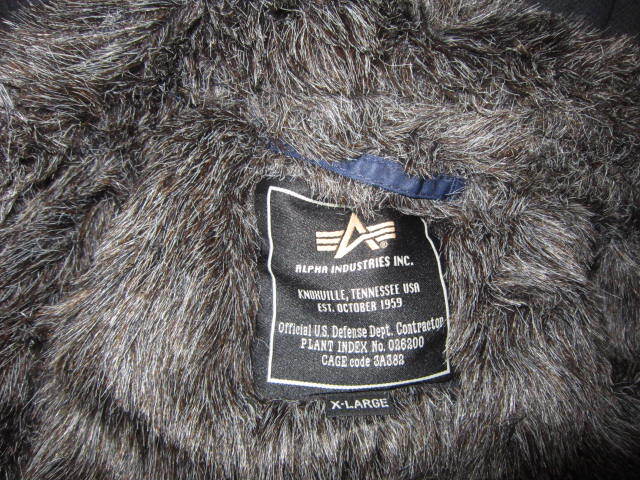 ALPHA INDUSTRIES INC.
KNOXVILLE, TENNESSEE USA
EST. OCTOBER 1959
Official U.S. Defense Dept. Contractor
PLANT INDEX No. 026200
CAGE code 3A382
X-LARGE